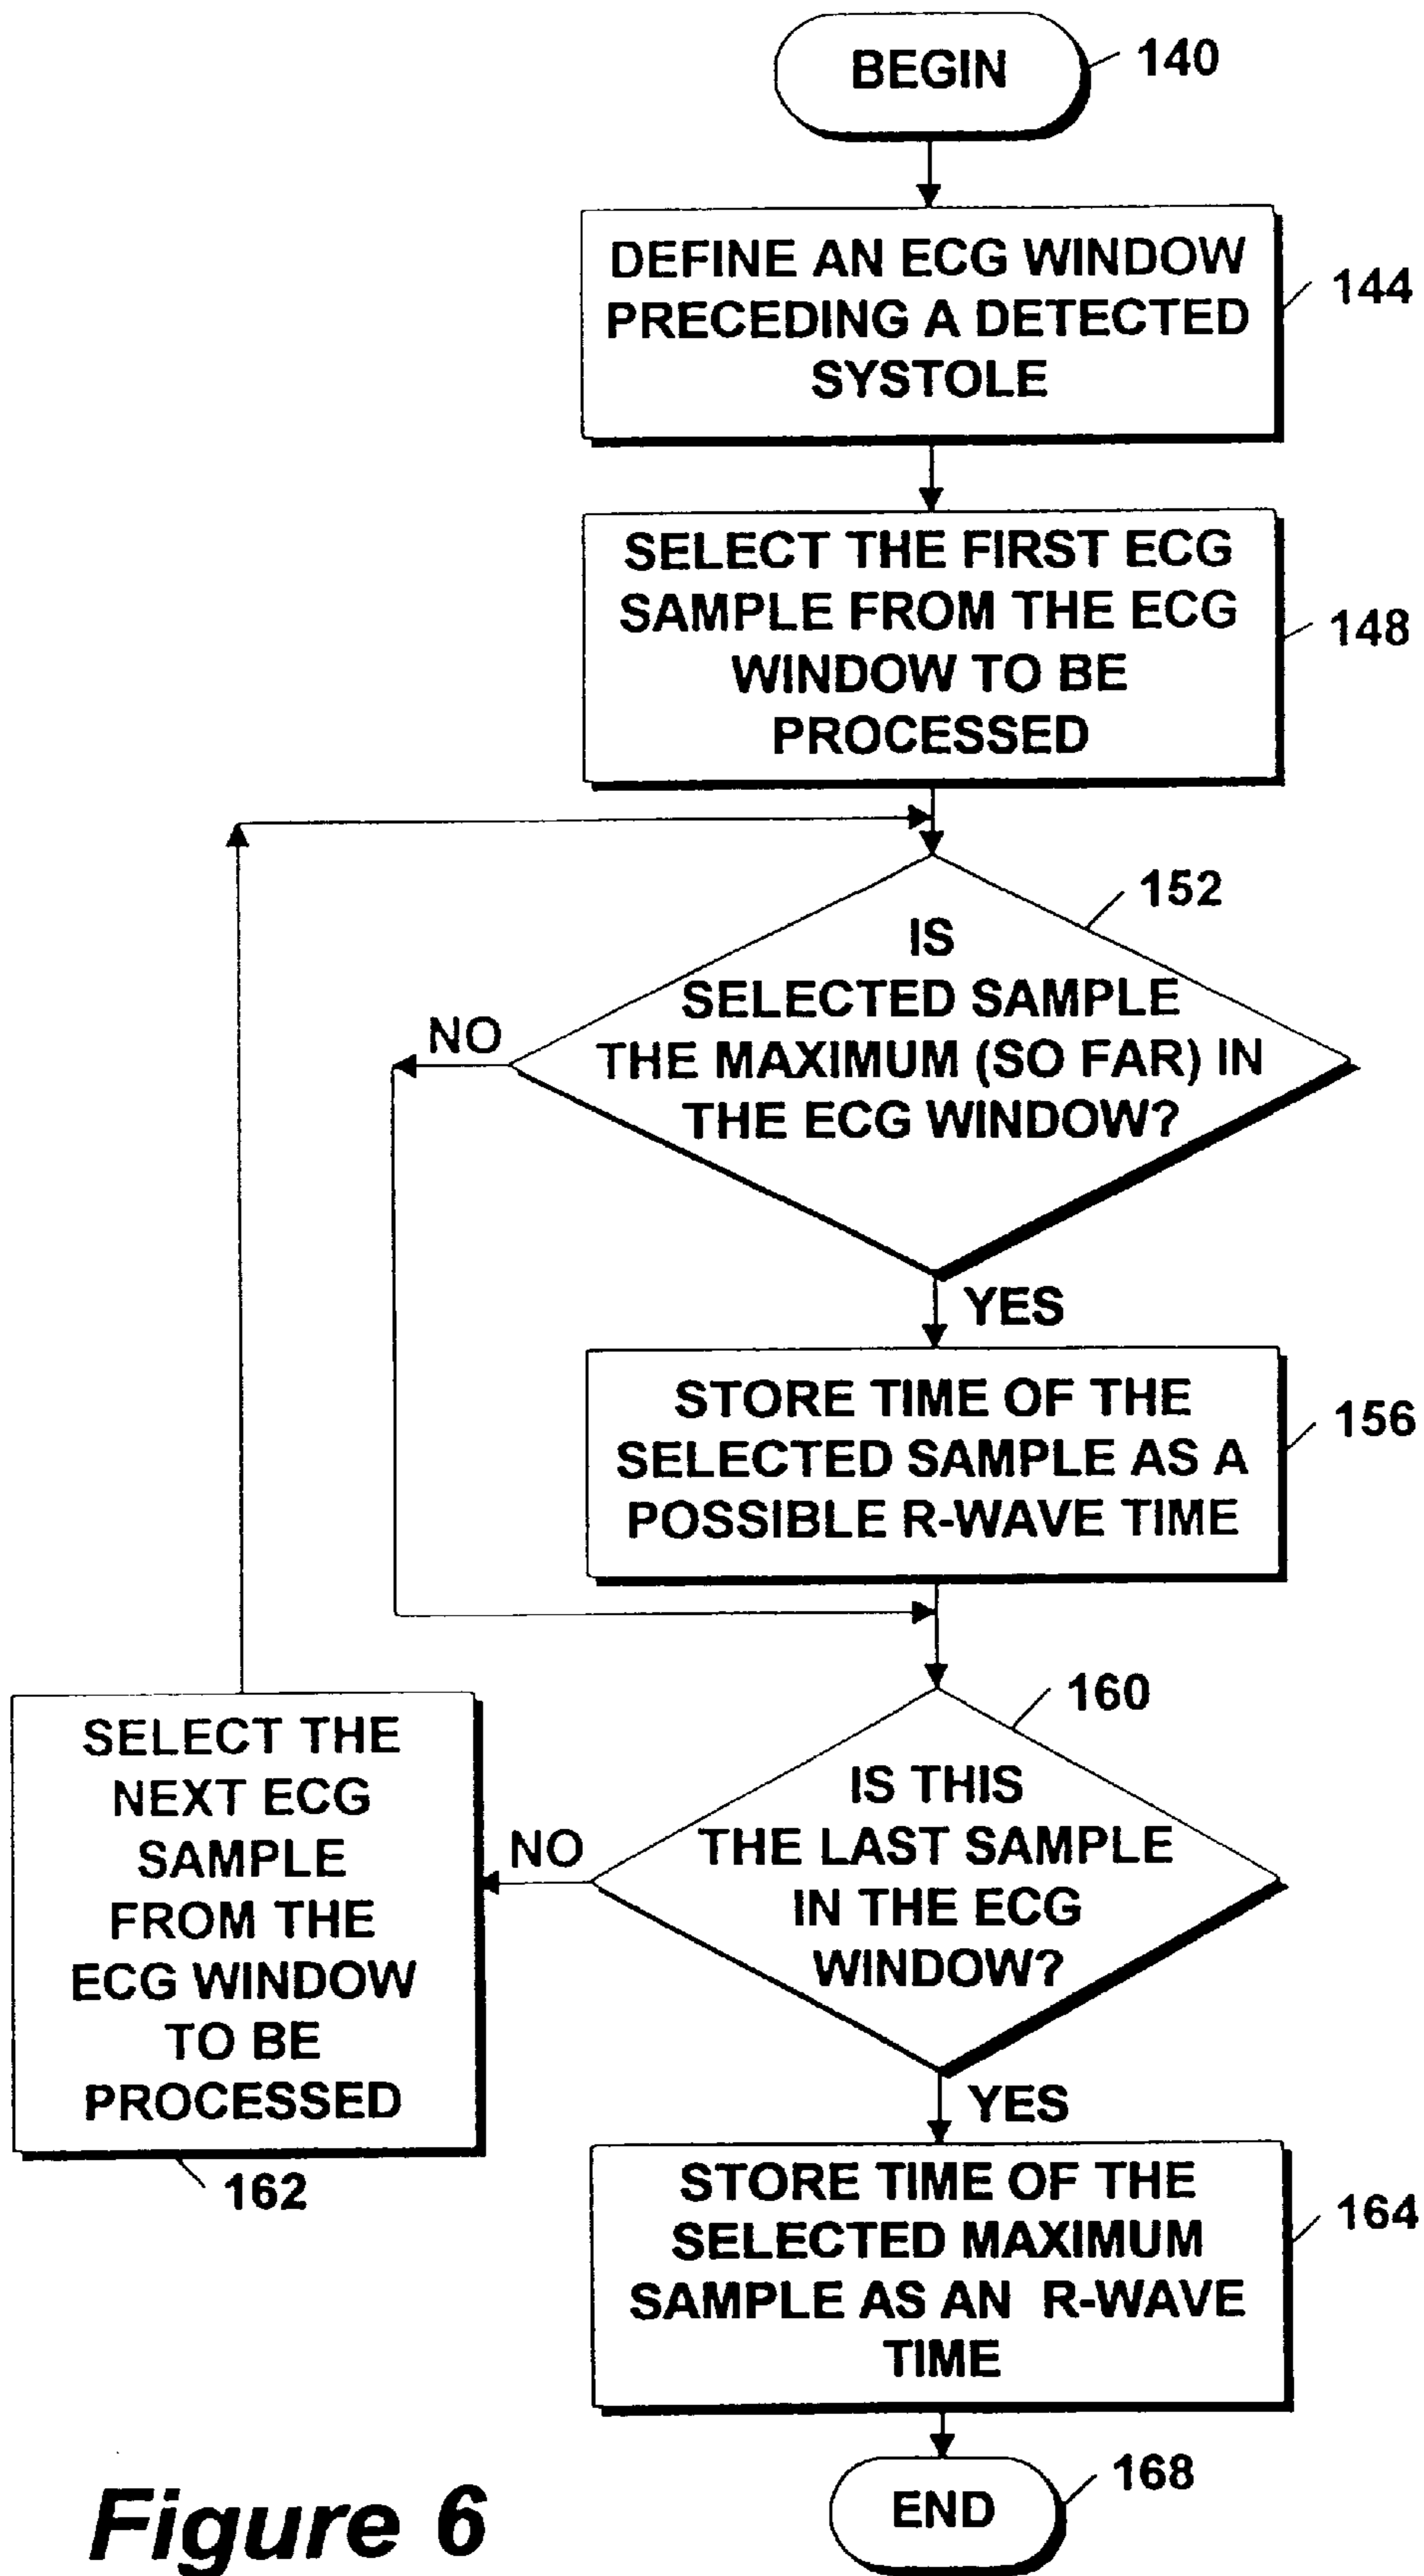 BEGIN
140
DEFINE AN ECG WINDOW
PRECEDING A DETECTED
SYSTOLE
144
SELECT THE FIRST ECG
SAMPLE FROM THE ECG
WINDOW TO BE
PROCESSED
148
152
IS
SELECTED SAMPLE
THE MAXIMUM (SO FAR) IN
THE ECG WINDOW?
NO
YES
STORE TIME OF THE
SELECTED SAMPLE AS A
POSSIBLE R-WAVE TIME
156
160
IS THIS
THE LAST SAMPLE
IN THE ECG
WINDOW?
NO
SELECT THE
NEXT ECG
SAMPLE
FROM THE
ECG WINDOW
TO BE
PROCESSED
162
YES
STORE TIME OF THE
SELECTED MAXIMUM
SAMPLE AS AN R-WAVE
TIME
164
END
168
Figure 6